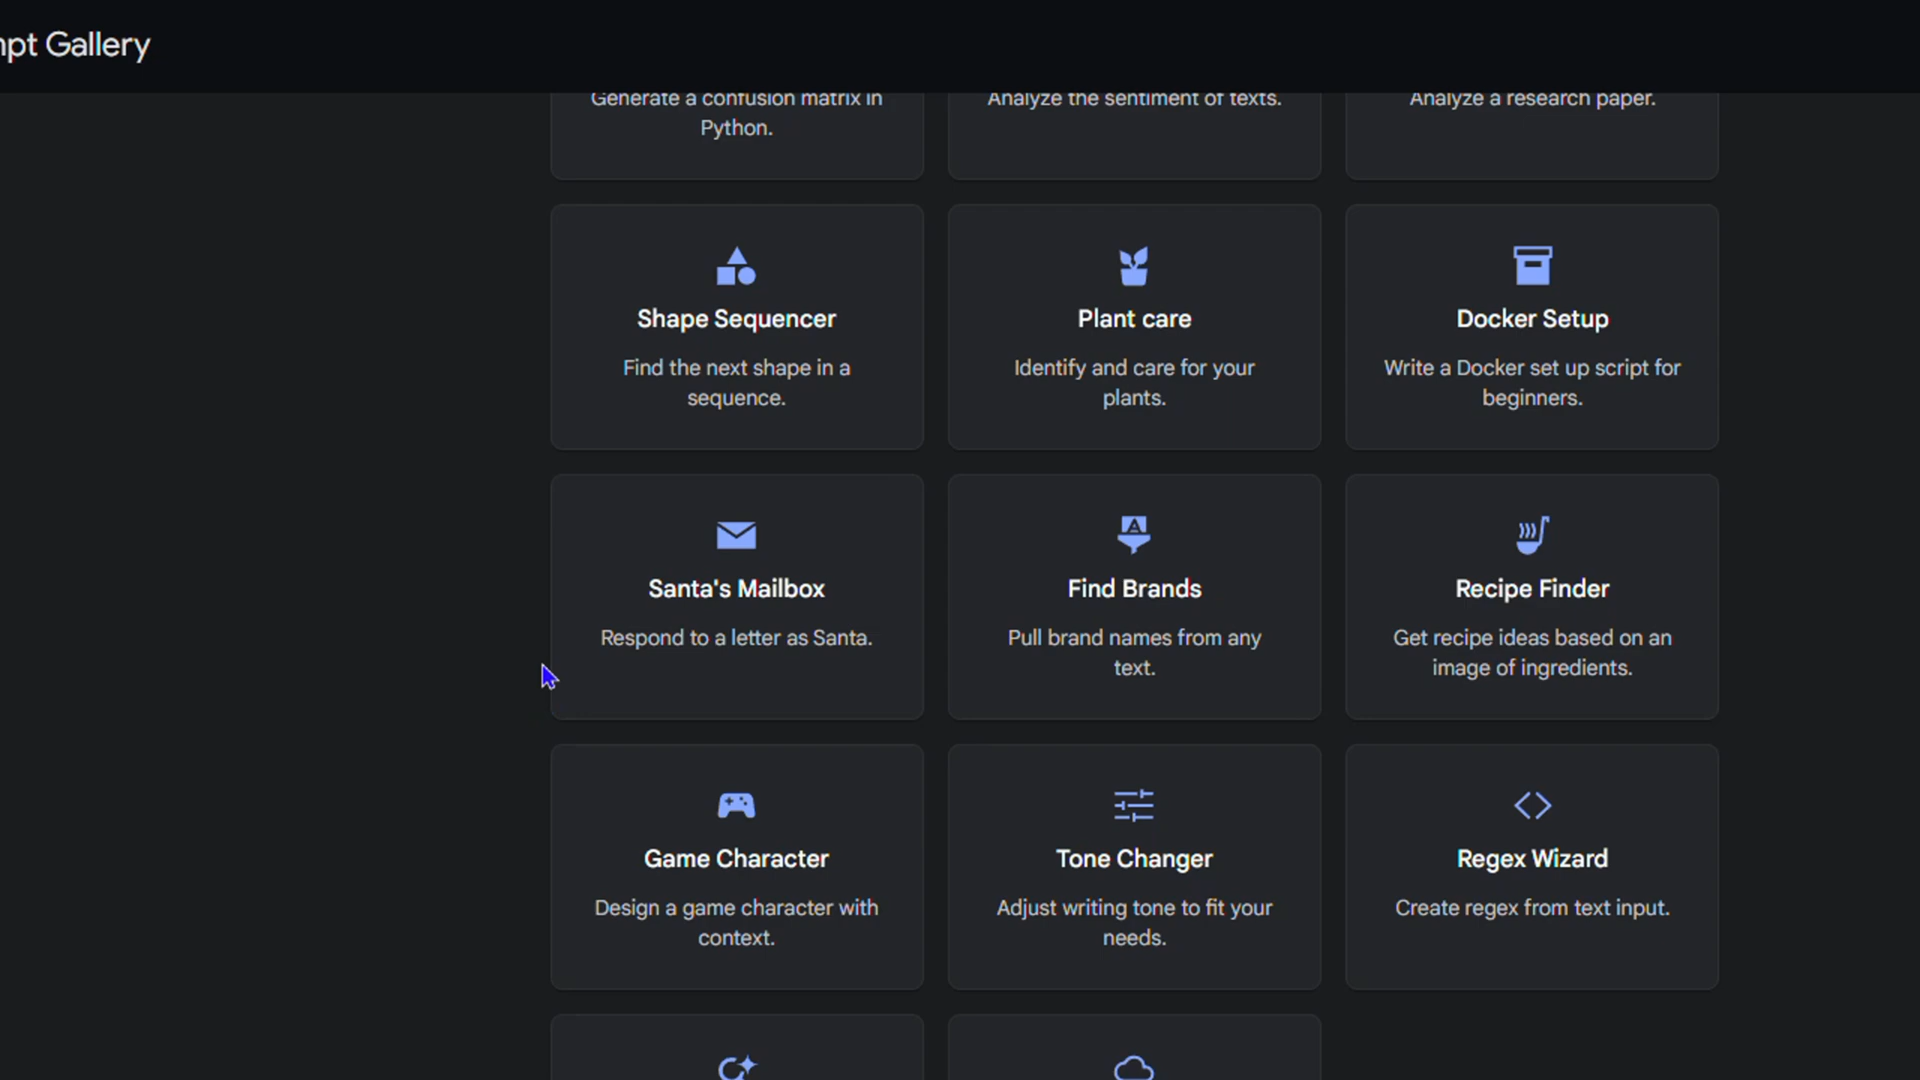 mpt Gallery
Generate a confusion matrix in
Python.
Analyze the sentiment of texts.
Analyze a research paper.
Shape Sequencer
Find the next shape in a
sequence.
Plant care
Identify and care for your
plants.
Docker Setup
Write a Docker set up script for
beginners.
Santa's Mailbox
Respond to a letter as Santa.
Find Brands
Pull brand names from any
text.
Recipe Finder
Get recipe ideas based on an
image of ingredients.
Game Character
Design a game character with
context.
Tone Changer
Adjust writing tone to fit your
needs.
Regex Wizard
Create regex from text input.